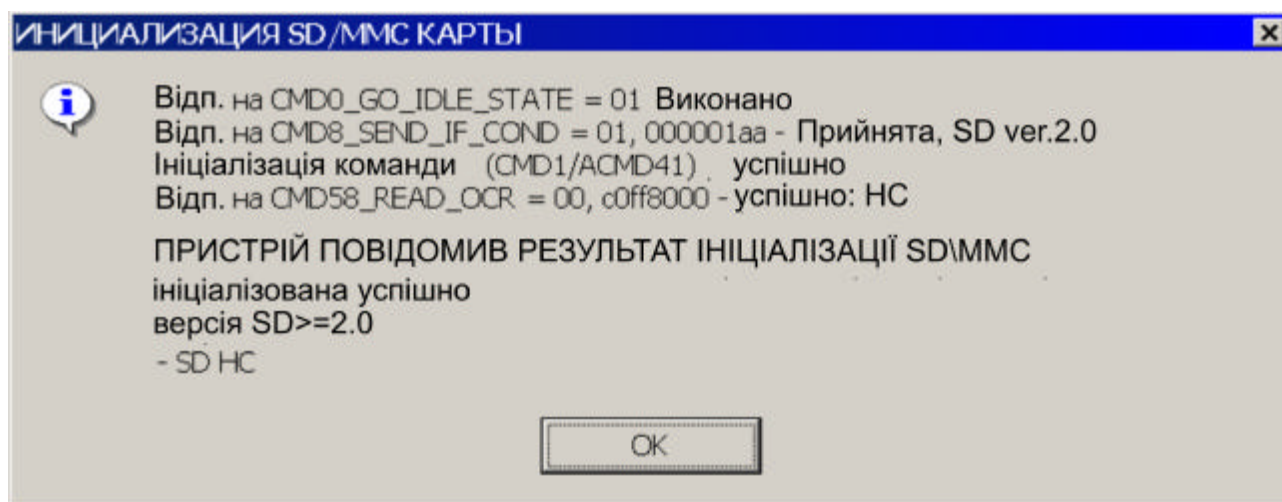 ИНИЦИАЛИЗАЦИЯ SD/MMC КАРТЫ
Відп. на CMD0_GO_IDLE_STATE = 01 Виконано
Відп. на CMD8_SEND_IF_COND = 01, 000001aa - Прийнята, SD ver.2.0
Ініціалізація команди (CMD1/ACMD41) успішно
Відп. на CMD58_READ_OCR = 00, c0ff8000 - успішно: HC
ПРИСТРІЙ ПОВІДОМИВ РЕЗУЛЬТАТ ІНІЦІАЛІЗАЦІЇ SD\MMC
ініціалізована успішно
версія SD>=2.0
- SD HC
OK